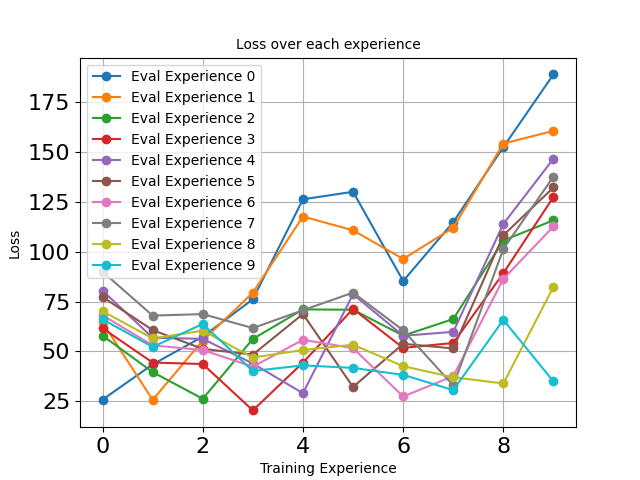 Loss over each experience
Eval Experience 0
Eval Experience 1
Eval Experience 2
Eval Experience 3
Eval Experience 4
Eval Experience 5
Eval Experience 6
Eval Experience 7
Eval Experience 8
Eval Experience 9
175
150
125
100
75
50
25
Loss
0 2 4 6 8
Training Experience